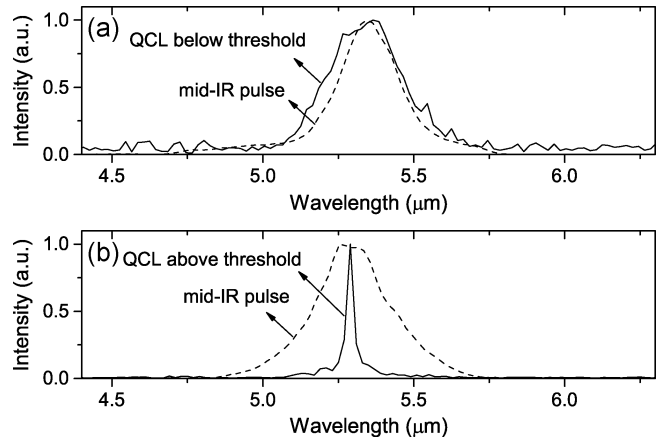 (a)
QCL below threshold
mid-IR pulse
Intensity (a.u.)
1.0
0.5
0.0
4.5 5.0 5.5 6.0
Wavelength (μm)
(b)
QCL above threshold
mid-IR pulse
Intensity (a.u.)
1.0
0.5
0.0
4.5 5.0 5.5 6.0
Wavelength (μm)